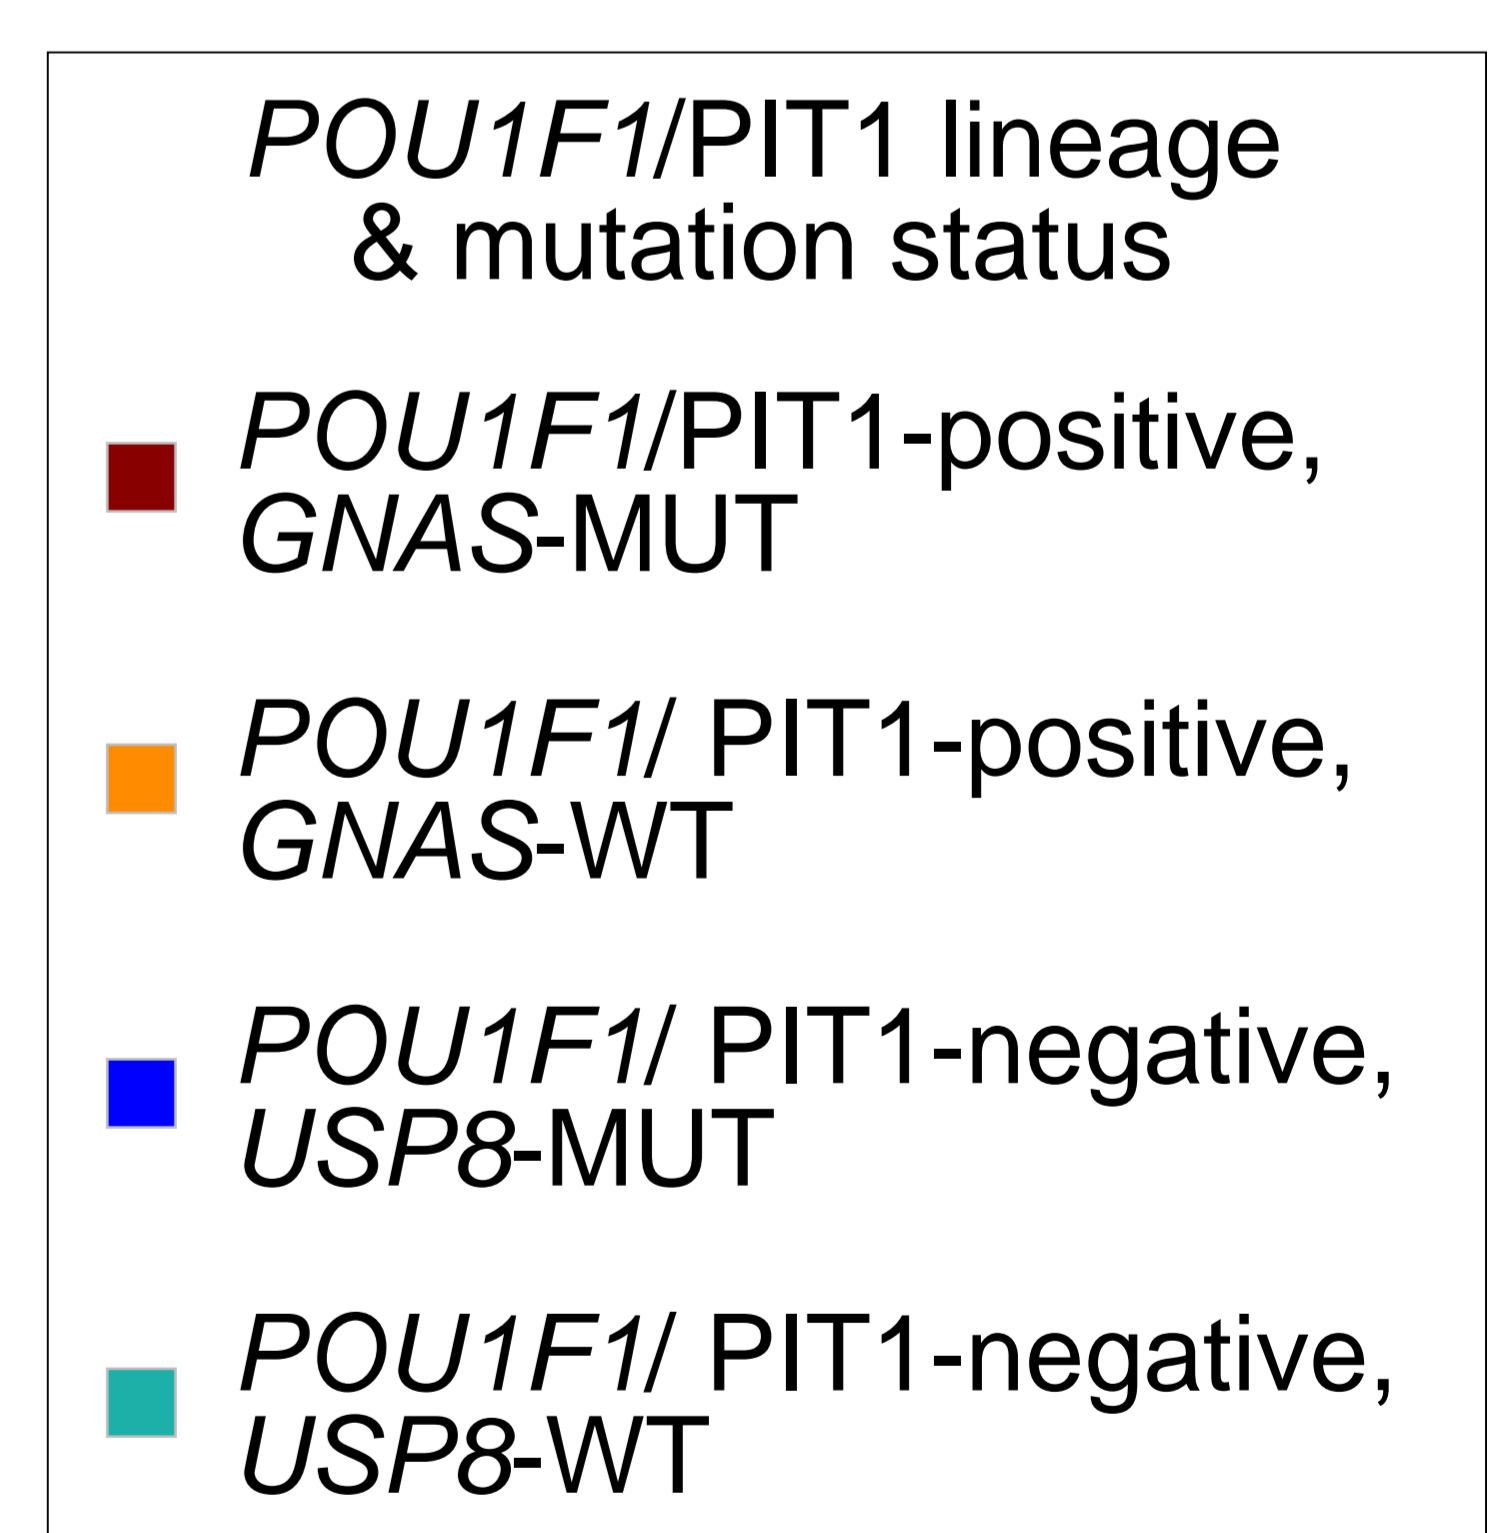 POU1F1/PIT1 lineage
& mutation status
POU1F1/PIT1-positive,
GNAS-MUT
POU1F1/ PIT1-positive,
GNAS-WT
POU1F1/ PIT1-negative,
USP8-MUT
POU1F1/ PIT1-negative,
USP8-WT